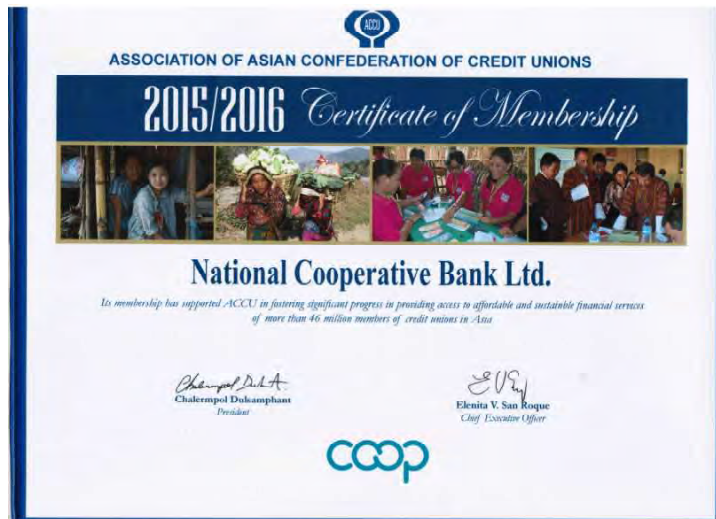 ACCU
ASSOCIATION OF ASIAN CONFEDERATION OF CREDIT UNIONS
2015/2016 Certificate of Membership
National Cooperative Bank Ltd.
Its membership has supported ACCU in fostering significant progress in providing access to affordable and sustainble financial services
of more than 46 million members of credit unions in Asia
Chalermpol Dulsamphant
President
Elenita V. San Roque
Chief Executive Officer
coop